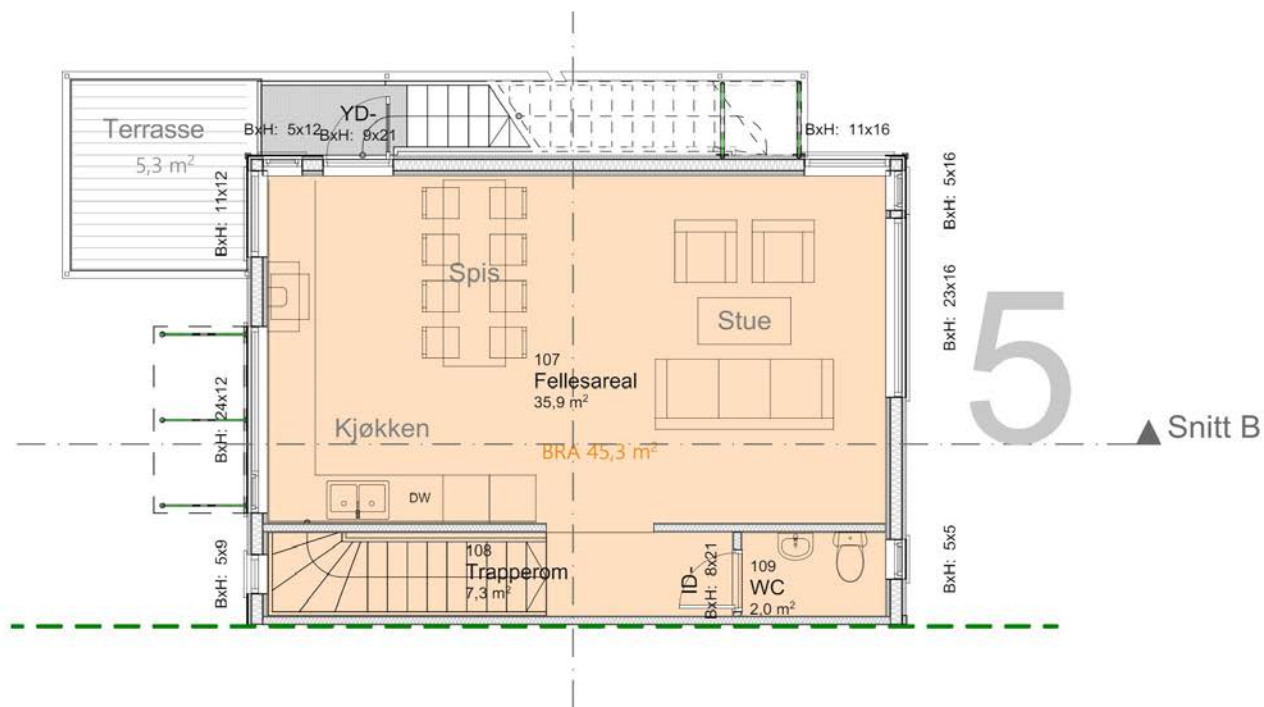 Terrasse
5,3 m²
BxH: 5x12
YD-
BxH: 9x21
BxH: 11x16
BxH: 11x12
BxH: 5x16
Spis
BxH: 23x16
Stue
5
107
Fellesareal
35,9 m²
BxH: 24x12
Kjøkken
BRA 45,3 m²
Snitt B
DW
BxH: 5x9
108
Trapperom
7,3 m²
ID-
BxH: 8x21
109
WC
2,0 m²
BxH: 5x5